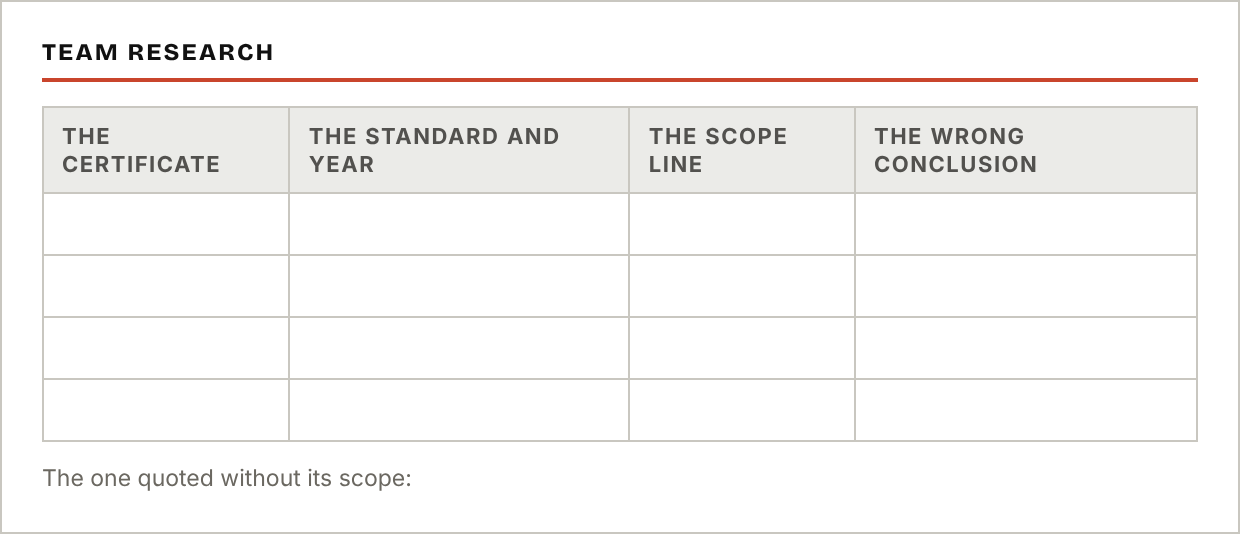 TEAM RESEARCH
THE CERTIFICATE
THE STANDARD AND YEAR
THE SCOPE LINE
THE WRONG CONCLUSION
The one quoted without its scope: